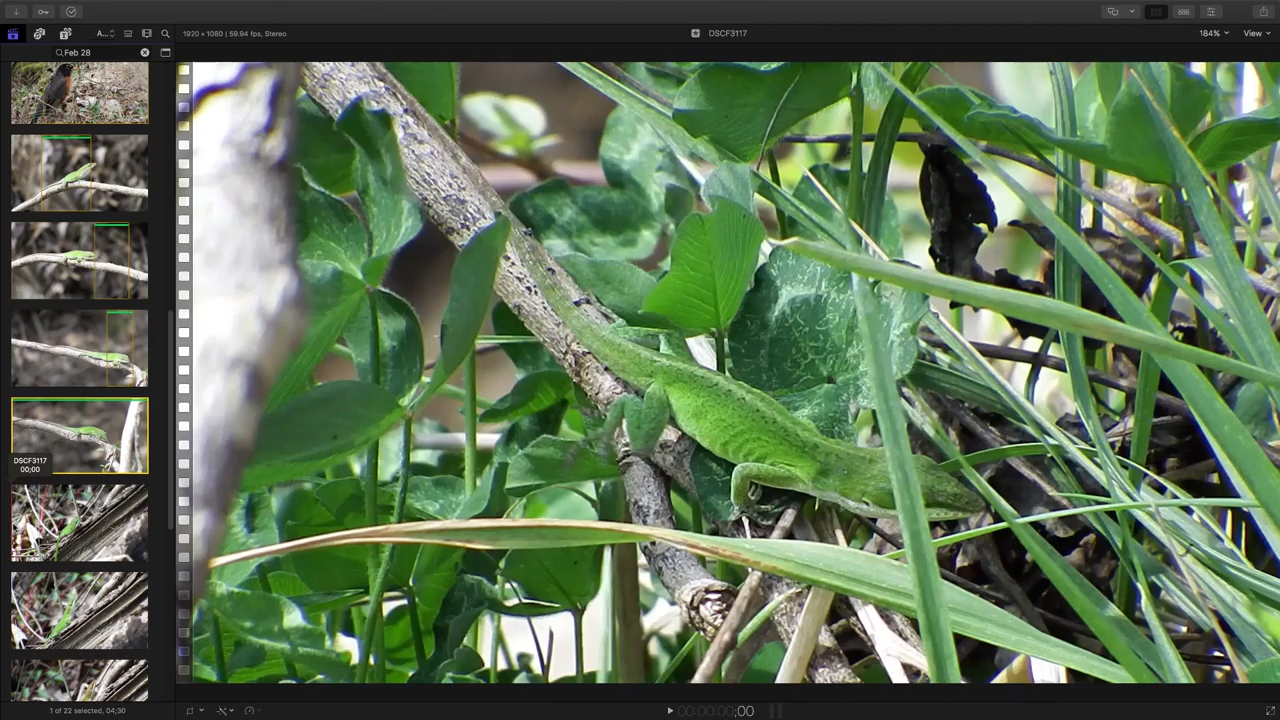 A...
1920 × 1080 | 59.94 fps, Stereo
DSCF3117
184%
View
Feb 28
DSCF3117
00;00
1 of 22 selected, 04;30
00:00:00;00